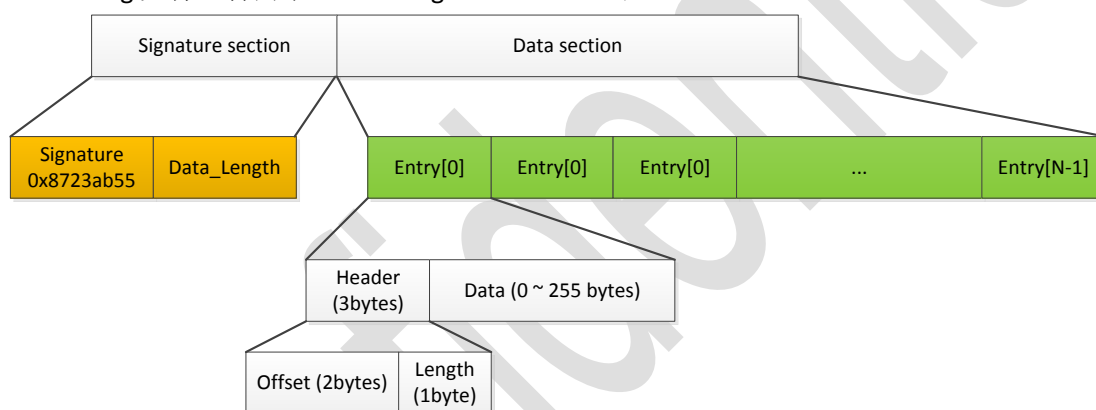 Signature section
Data section
Signature
0x8723ab55
Data_Length
Entry[0]
Entry[0]
Entry[0]
...
Entry[N-1]
Header
(3bytes)
Data (0 ~ 255 bytes)
Offset (2bytes)
Length
(1byte)